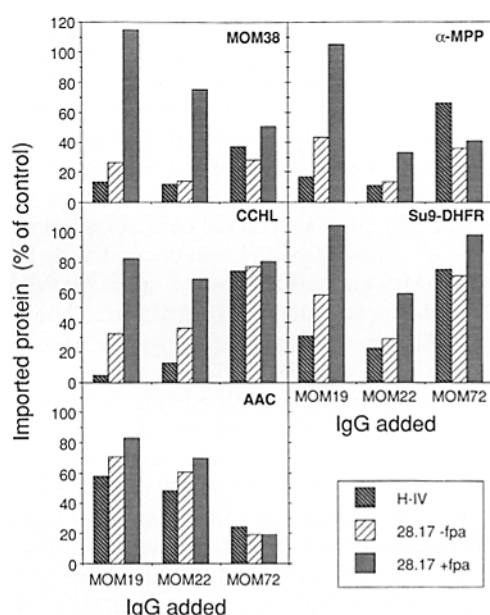 Imported protein (% of control)
120
100
80
60
40
20
0
MOM38
α-MPP
100
80
60
40
20
0
CCHL
Su9-DHFR
MOM19 MOM22 MOM72
IgG added
100
80
60
40
20
0
AAC
MOM19 MOM22 MOM72
IgG added
H-IV
28.17 -fpa
28.17 +fpa